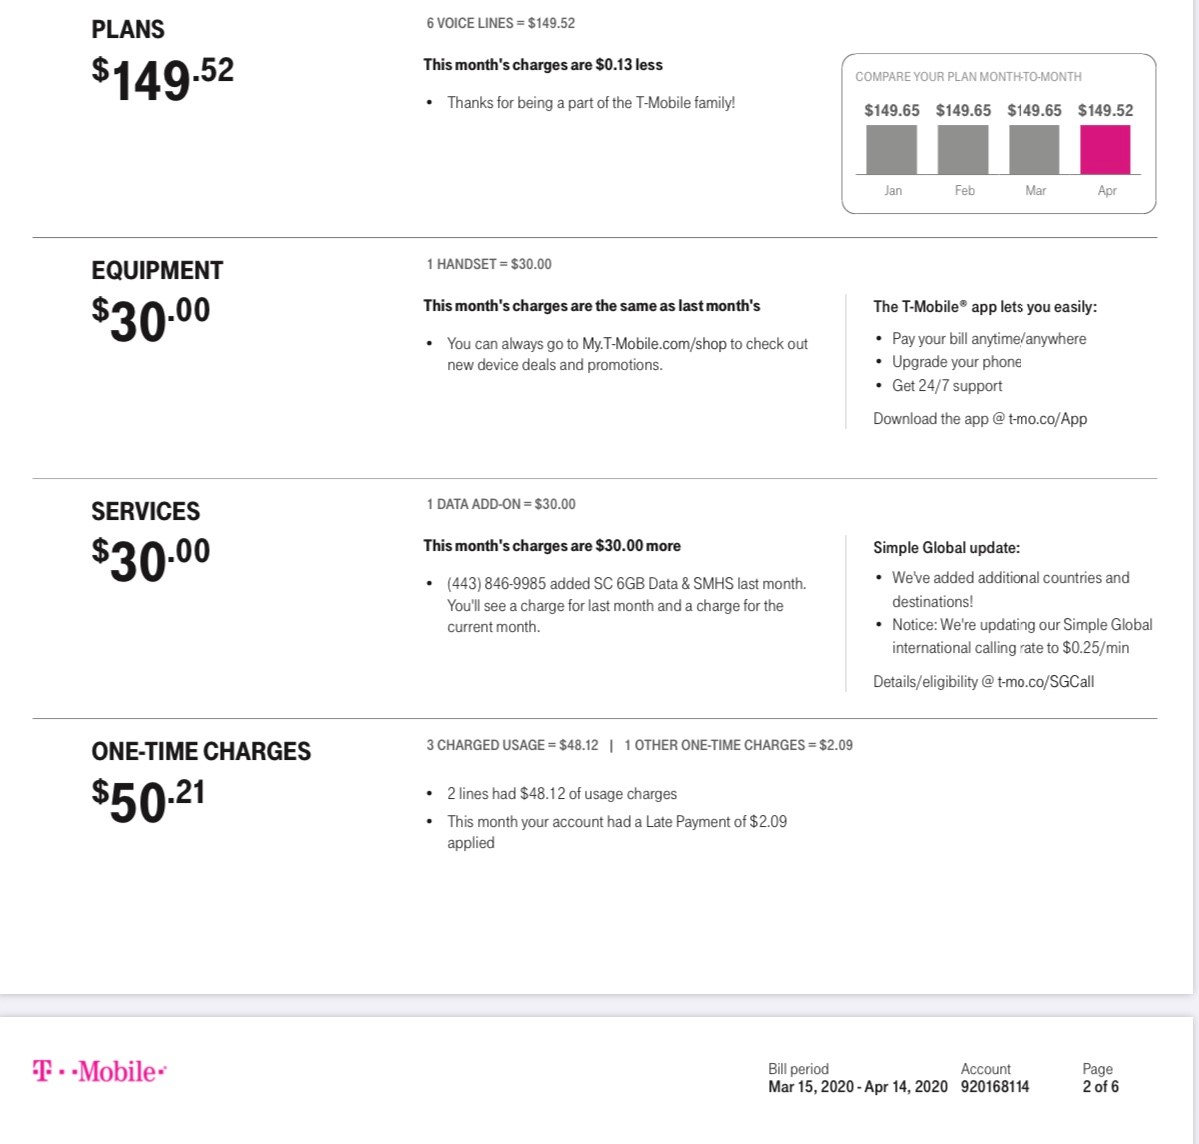 PLANS
$149.52
6 VOICE LINES = $149.52
This month's charges are $0.13 less
• Thanks for being a part of the T-Mobile family!
COMPARE YOUR PLAN MONTH-TO-MONTH
$149.65 $149.65 $149.65 $149.52
Jan Feb Mar Apr
EQUIPMENT
$30.00
1 HANDSET = $30.00
This month's charges are the same as last month's
• You can always go to My.T-Mobile.com/shop to check out
new device deals and promotions.
The T-Mobile® app lets you easily:
• Pay your bill anytime/anywhere
• Upgrade your phone
• Get 24/7 support
Download the app @ t-mo.co/App
SERVICES
$30.00
1 DATA ADD-ON = $30.00
This month's charges are $30.00 more
• (443) 846-9985 added SC 6GB Data & SMHS last month.
You'll see a charge for last month and a charge for the
current month.
Simple Global update:
• We've added additional countries and
destinations!
• Notice: We're updating our Simple Global
international calling rate to $0.25/min
Details/eligibility @ t-mo.co/SGCall
ONE-TIME CHARGES
$50.21
3 CHARGED USAGE = $48.12 | 1 OTHER ONE-TIME CHARGES = $2.09
• 2 lines had $48.12 of usage charges
• This month your account had a Late Payment of $2.09
applied
T··Mobile·
Bill period Account Page
Mar 15, 2020 - Apr 14, 2020 920168114 2 of 6